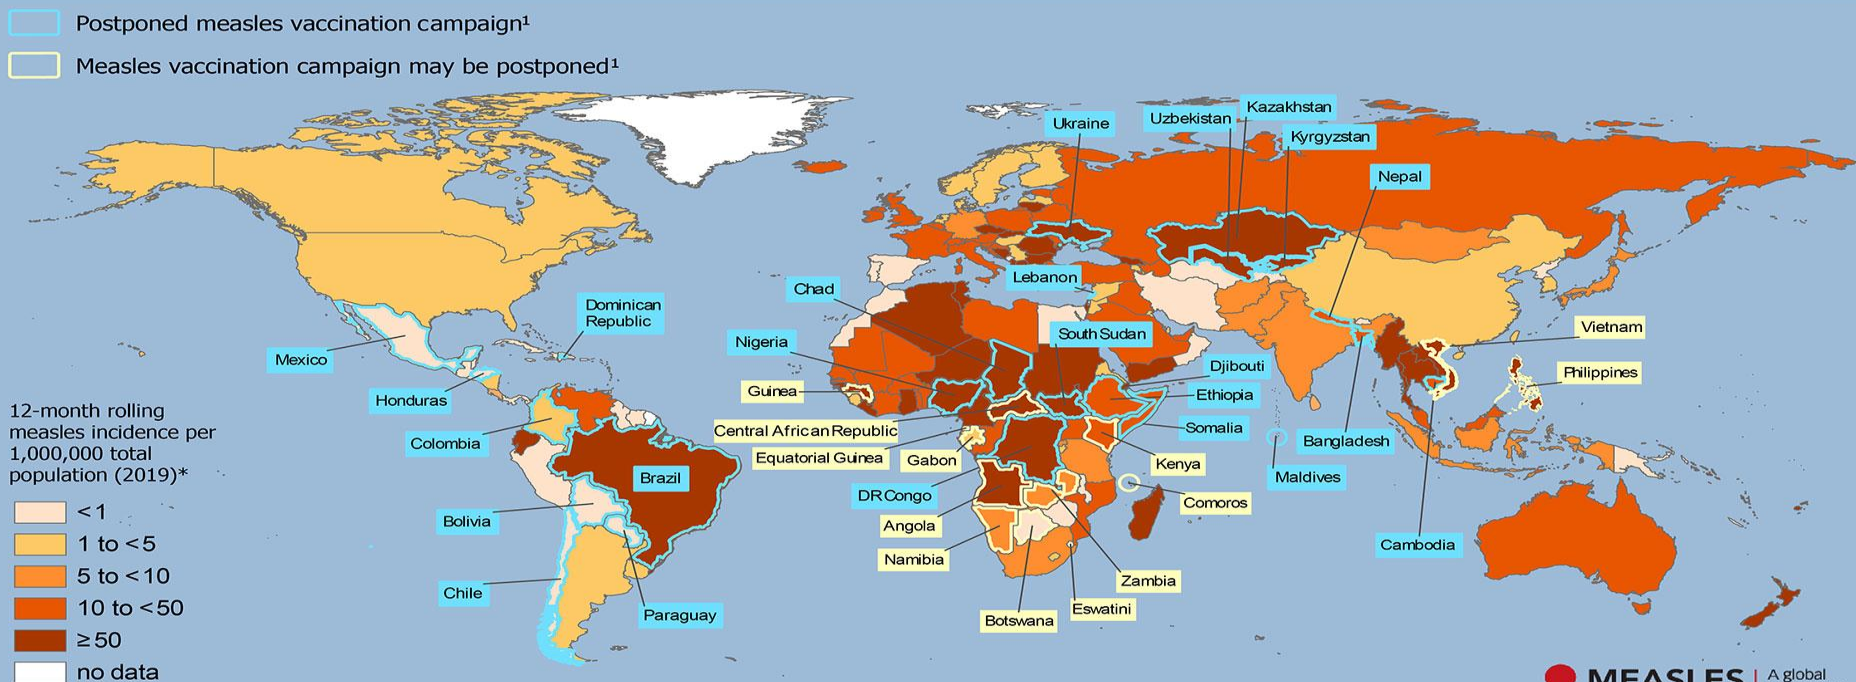 Postponed measles vaccination campaign¹
Measles vaccination campaign may be postponed¹
Kazakhstan
Uzbekistan
Ukraine
Kyrgyzstan
Nepal
Lebanon
Chad
Dominican
Republic
South Sudan
Vietnam
Nigeria
Mexico
Djibouti
Philippines
Guinea
Ethiopia
Honduras
Somalia
Central African Republic
Colombia
Bangladesh
Equatorial Guinea
Gabon
Kenya
Brazil
Maldives
DR Congo
Comoros
Bolivia
Angola
Cambodia
Namibia
Zambia
Chile
Eswatini
Paraguay
Botswana
12-month rolling
measles incidence per
1,000,000 total
population (2019)*
<1
1 to <5
5 to <10
10 to <50
≥50
no data
MEASLES | A global